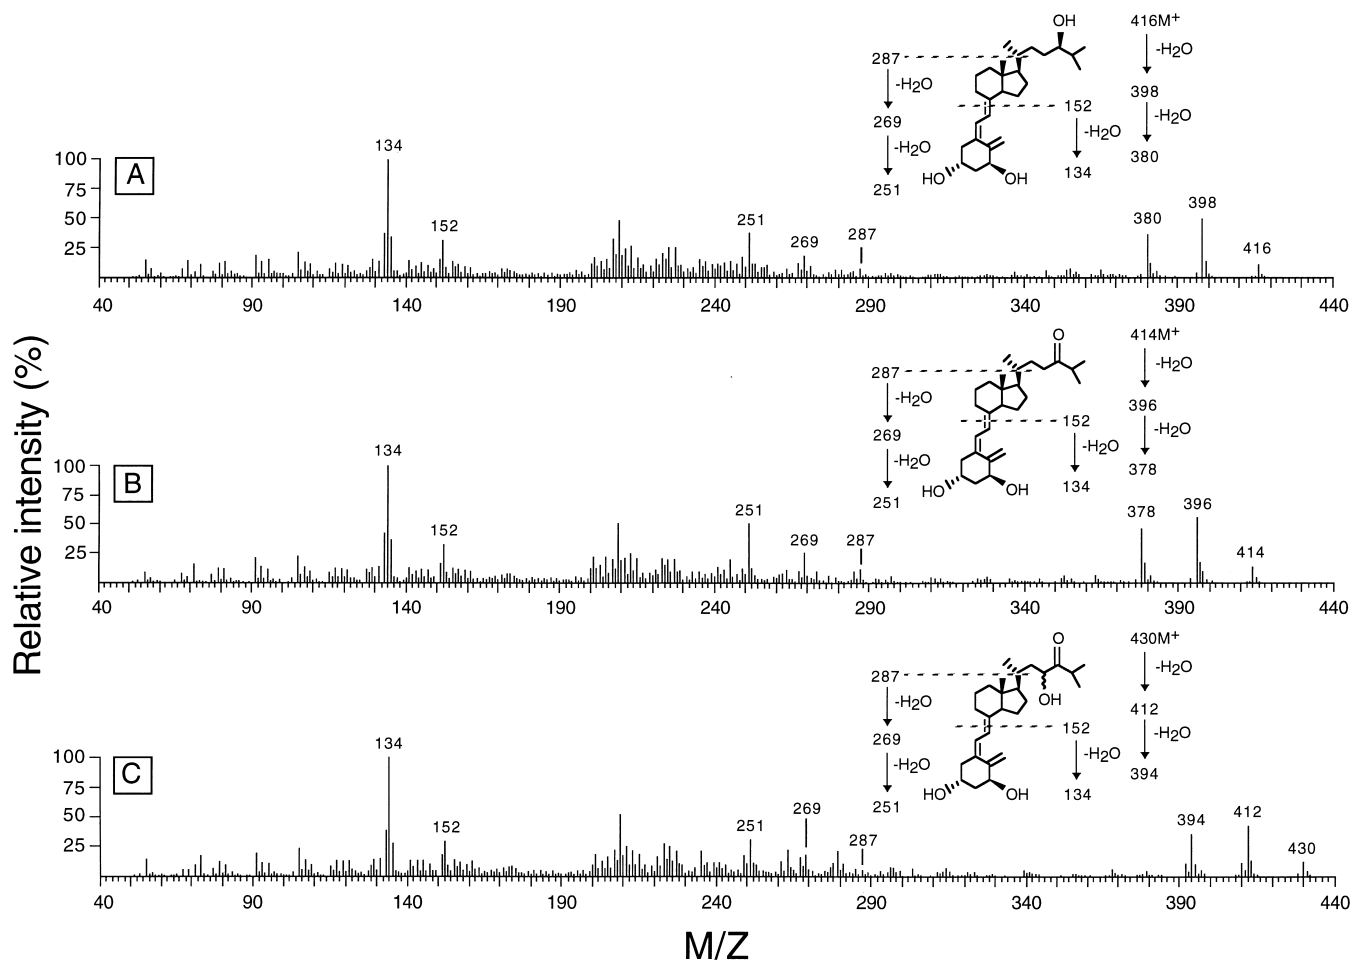 OH
416M+
287
-H2O
-H2O
398
152
269
-H2O
-H2O
134
-H2O
380
134
HO
OH
251
100
A
75
50
25
152
251
269
287
380
398
416
40
90
140
190
240
290
340
390
440
O
414M+
287
-H2O
-H2O
396
152
269
-H2O
-H2O
378
134
-H2O
134
HO
OH
251
100
B
75
50
25
152
251
269
287
378
396
414
40
90
140
190
240
290
340
390
440
O
430M+
287
-H2O
-H2O
OH
412
152
269
-H2O
-H2O
134
-H2O
394
HO
OH
134
251
100
C
75
50
25
152
251
269
287
394
412
430
40
90
140
190
240
290
340
390
440
Relative intensity (%)
M/Z